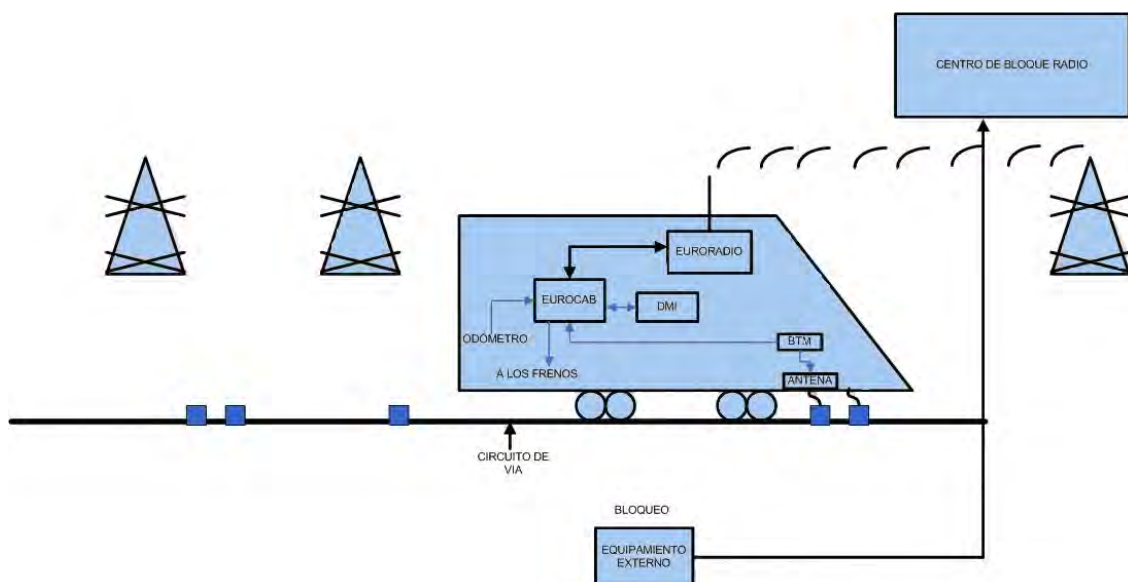 CENTRO DE BLOQUE RADIO
EURORADIO
EUROCAB
DMI
ODÓMETRO
BTM
A LOS FRENOS
ANTENA
CIRCUITO DE
VIA
BLOQUEO
EQUIPAMIENTO
EXTERNO